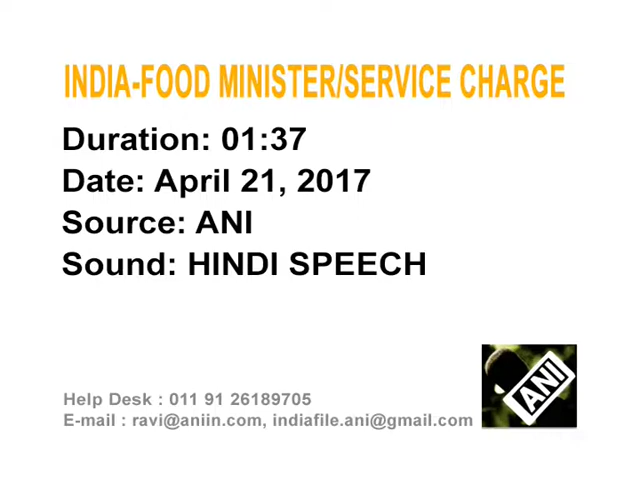 INDIA-FOOD MINISTER/SERVICE CHARGE
Duration: 01:37
Date: April 21, 2017
Source: ANI
Sound: HINDI SPEECH
Help Desk : 011 91 26189705
E-mail : ravi@aniin.com, indiafile.ani@gmail.com
ANI